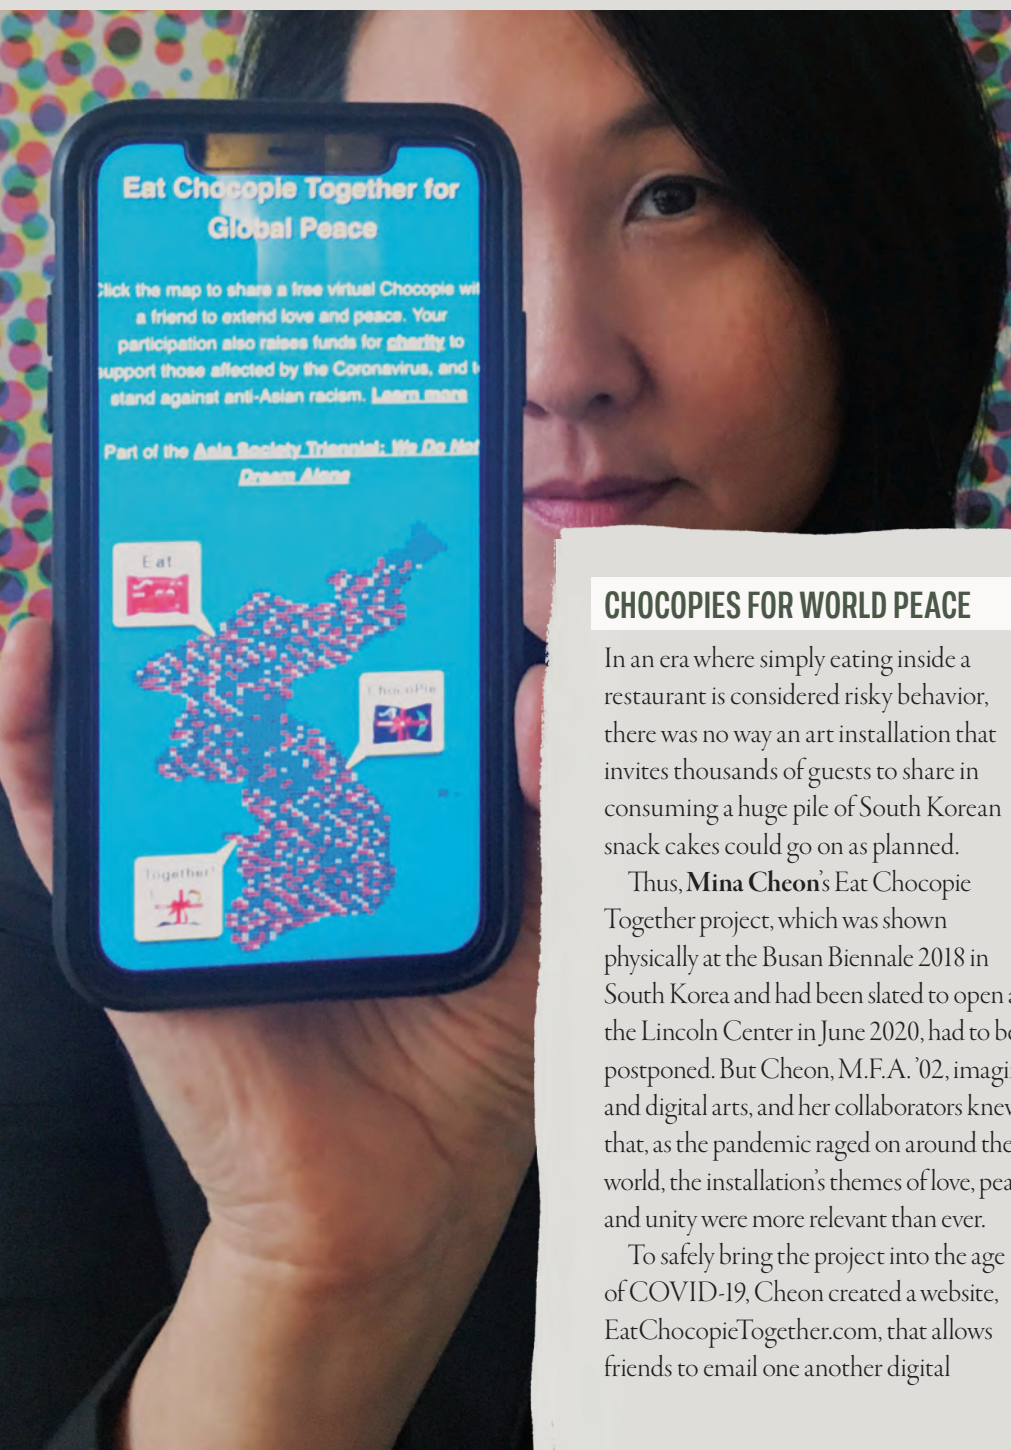 Eat Chocopie Together for
Global Peace
Click the map to share a free virtual Chocopie
a friend to extend love and peace. Your
participation also raises funds for charity to
support those affected by the Coronavirus, and
stand against anti-Asian racism. Learn more
Part of the Asia Society Triennial: We Do Not
Dream Alone
Eat
ChocoPie
Together!
CHOCOPIES FOR WORLD PEACE
In an era where simply eating inside a
restaurant is considered risky behavior,
there was no way an art installation that
invites thousands of guests to share in
consuming a huge pile of South Korean
snack cakes could go on as planned.
Thus, Mina Cheon’s Eat Chocopie
Together project, which was shown
physically at the Busan Biennale 2018 in
South Korea and had been slated to open
the Lincoln Center in June 2020, had to
postponed. But Cheon, M.F.A. ’02,
and digital arts, and her collaborators
that, as the pandemic raged on around the
world, the installation’s themes of love,
and unity were more relevant than ever.
To safely bring the project into the age
of COVID-19, Cheon created a website,
EatChocopieTogether.com, that allows
friends to email one another digital